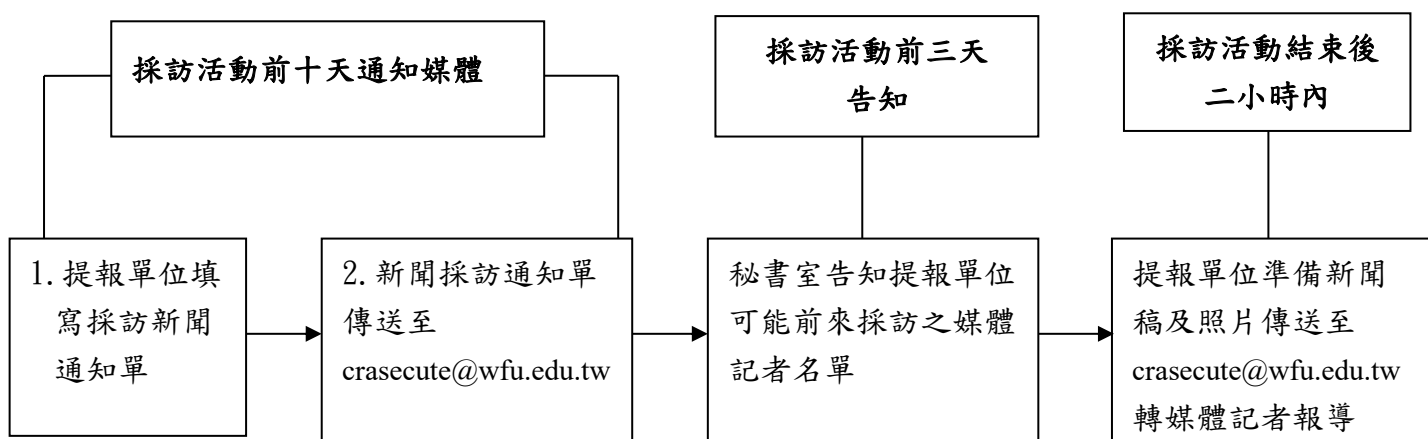 採訪活動前十天通知媒體
採訪活動前三天
告知
採訪活動結束後
二小時內
1.提報單位填
寫採訪新聞
通知單
2.新聞採訪通知單
傳送至
crasecute@wfu.edu.tw
秘書室告知提報單位
可能前來採訪之媒體
記者名單
提報單位準備新聞
稿及照片傳送至
crasecute@wfu.edu.tw
轉媒體記者報導